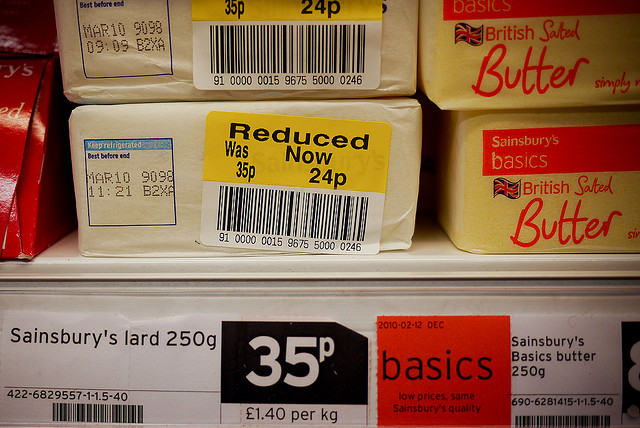 Best before end
MAR10 9098
09:09 B2XA
35p 24p
91 0000 0015 9675 5000 0246
basics
British Salted
Butter simply
Keep refrigerated
Best before end
MAR10 9098
11:21 B2XA
Reduced
Was Now
35p 24p
91 0000 0015 9675 5000 0246
Sainsbury's
basics
British Salted
Butter
Sainsbury's lard 250g
422-6829557-1-1.5-40
35p
£1.40 per kg
2010-02-12 DEC
basics
low prices, same
Sainsbury's quality
Sainsbury's
Basics butter
250g
690-6281415-1-1.5-40